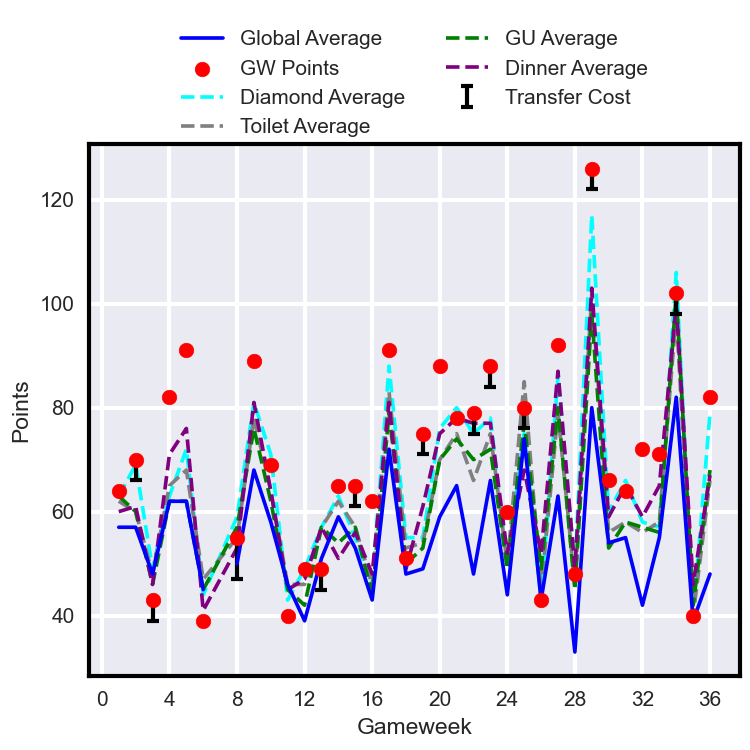 Global Average
GW Points
Diamond Average
Toilet Average
GU Average
Dinner Average
Transfer Cost
Points
120
100
80
60
40
0 4 8 12 16 20 24 28 32 36
Gameweek